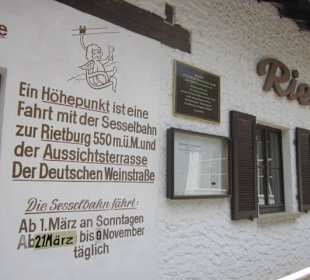 e
Ein Höhepunkt ist eine
Fahrt mit der Sesselbahn
zur Rietburg 550 m.ü.M. und
der Aussichtsterrasse
Der Deutschen Weinstraße
Die Sesselbahn fährt:
Ab 1. März an Sonntagen
Ab 21 März bis November
täglich
Rie